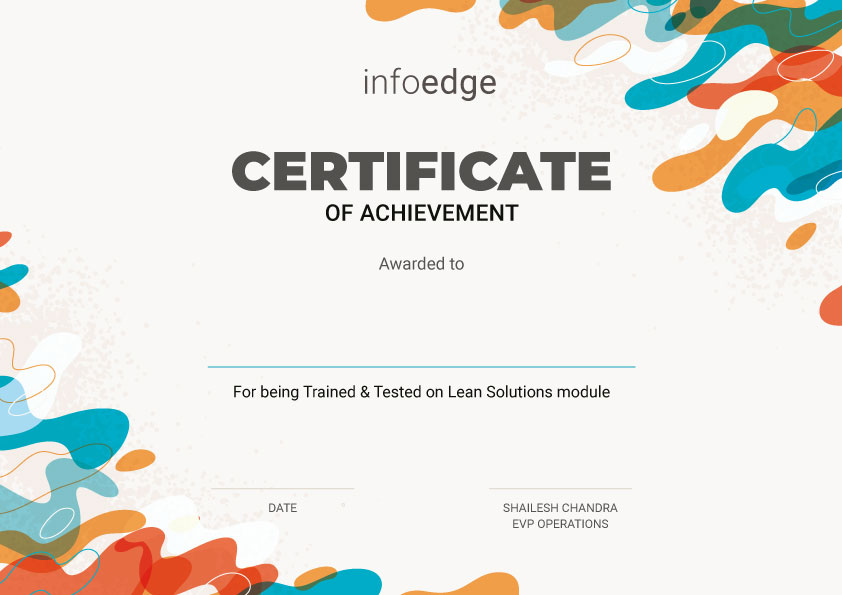 infoedge
CERTIFICATE
OF ACHIEVEMENT
Awarded to
For being Trained & Tested on Lean Solutions module
DATE
SHAILESH CHANDRA
EVP OPERATIONS